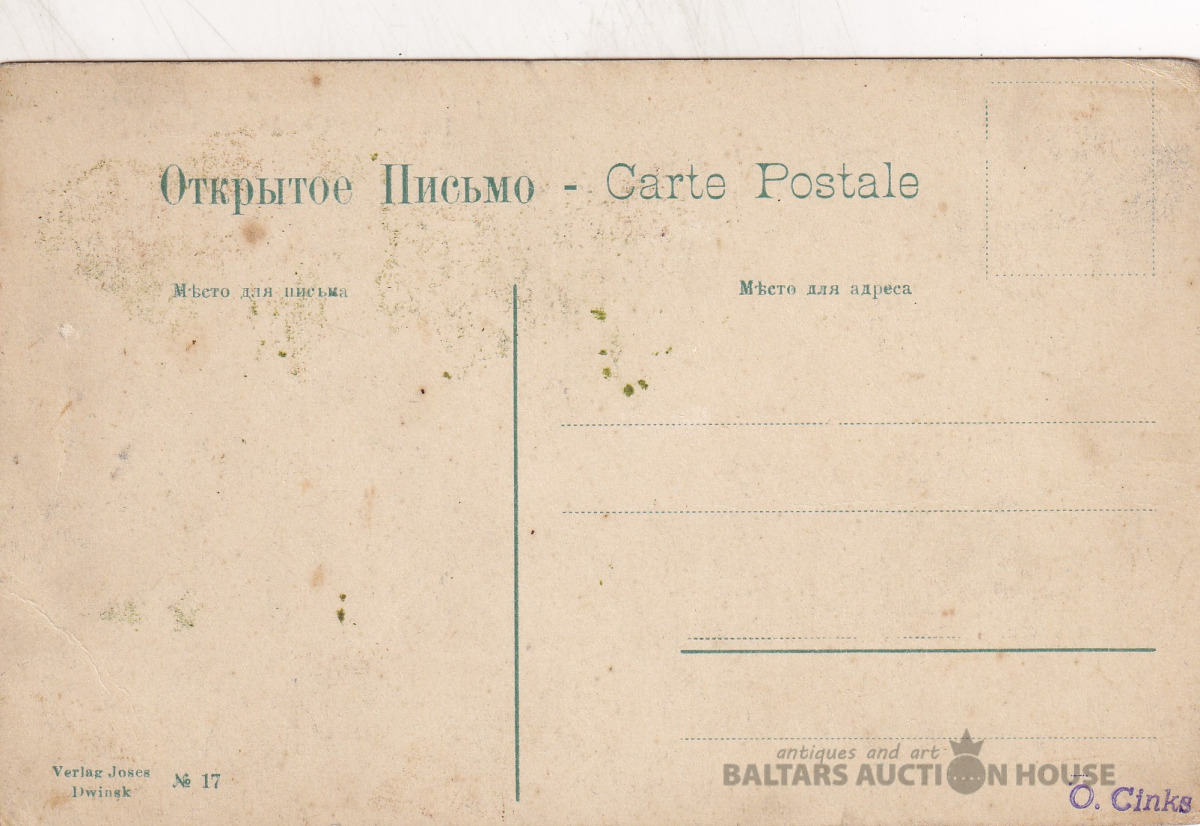 Открытое Письмо - Carte Postale
Мѣсто для письма
Мѣсто для адреса
Verlag Joses
Dwinsk
№ 17
antiques and art
BALTARS AUCTION HOUSE
O. Cinks